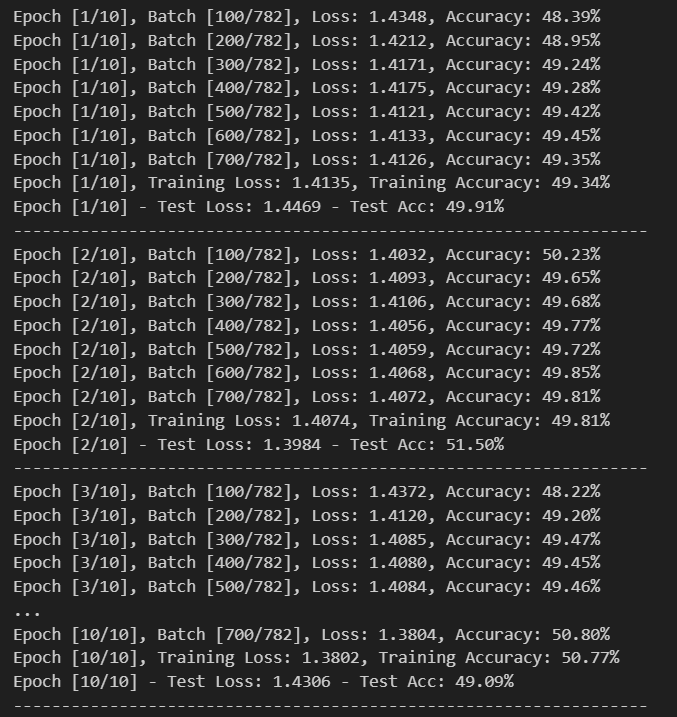 Epoch [1/10], Batch [100/782], Loss: 1.4348, Accuracy: 48.39%
Epoch [1/10], Batch [200/782], Loss: 1.4212, Accuracy: 48.95%
Epoch [1/10], Batch [300/782], Loss: 1.4171, Accuracy: 49.24%
Epoch [1/10], Batch [400/782], Loss: 1.4175, Accuracy: 49.28%
Epoch [1/10], Batch [500/782], Loss: 1.4121, Accuracy: 49.42%
Epoch [1/10], Batch [600/782], Loss: 1.4133, Accuracy: 49.45%
Epoch [1/10], Batch [700/782], Loss: 1.4126, Accuracy: 49.35%
Epoch [1/10], Training Loss: 1.4135, Training Accuracy: 49.34%
Epoch [1/10] - Test Loss: 1.4469 - Test Acc: 49.91%
------------------------------------------------------------------
Epoch [2/10], Batch [100/782], Loss: 1.4032, Accuracy: 50.23%
Epoch [2/10], Batch [200/782], Loss: 1.4093, Accuracy: 49.65%
Epoch [2/10], Batch [300/782], Loss: 1.4106, Accuracy: 49.68%
Epoch [2/10], Batch [400/782], Loss: 1.4056, Accuracy: 49.77%
Epoch [2/10], Batch [500/782], Loss: 1.4059, Accuracy: 49.72%
Epoch [2/10], Batch [600/782], Loss: 1.4068, Accuracy: 49.85%
Epoch [2/10], Batch [700/782], Loss: 1.4072, Accuracy: 49.81%
Epoch [2/10], Training Loss: 1.4074, Training Accuracy: 49.81%
Epoch [2/10] - Test Loss: 1.3984 - Test Acc: 51.50%
------------------------------------------------------------------
Epoch [3/10], Batch [100/782], Loss: 1.4372, Accuracy: 48.22%
Epoch [3/10], Batch [200/782], Loss: 1.4120, Accuracy: 49.20%
Epoch [3/10], Batch [300/782], Loss: 1.4085, Accuracy: 49.47%
Epoch [3/10], Batch [400/782], Loss: 1.4080, Accuracy: 49.45%
Epoch [3/10], Batch [500/782], Loss: 1.4084, Accuracy: 49.46%
...
Epoch [10/10], Batch [700/782], Loss: 1.3804, Accuracy: 50.80%
Epoch [10/10], Training Loss: 1.3802, Training Accuracy: 50.77%
Epoch [10/10] - Test Loss: 1.4306 - Test Acc: 49.09%
------------------------------------------------------------------